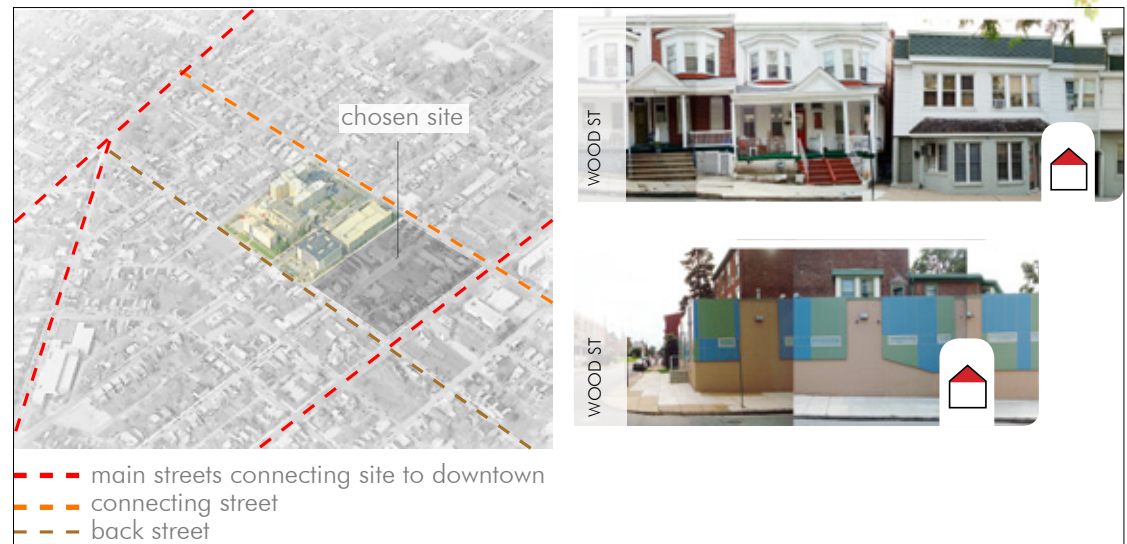 chosen site
WOOD ST
WOOD ST
main streets connecting site to downtown
connecting street
back street